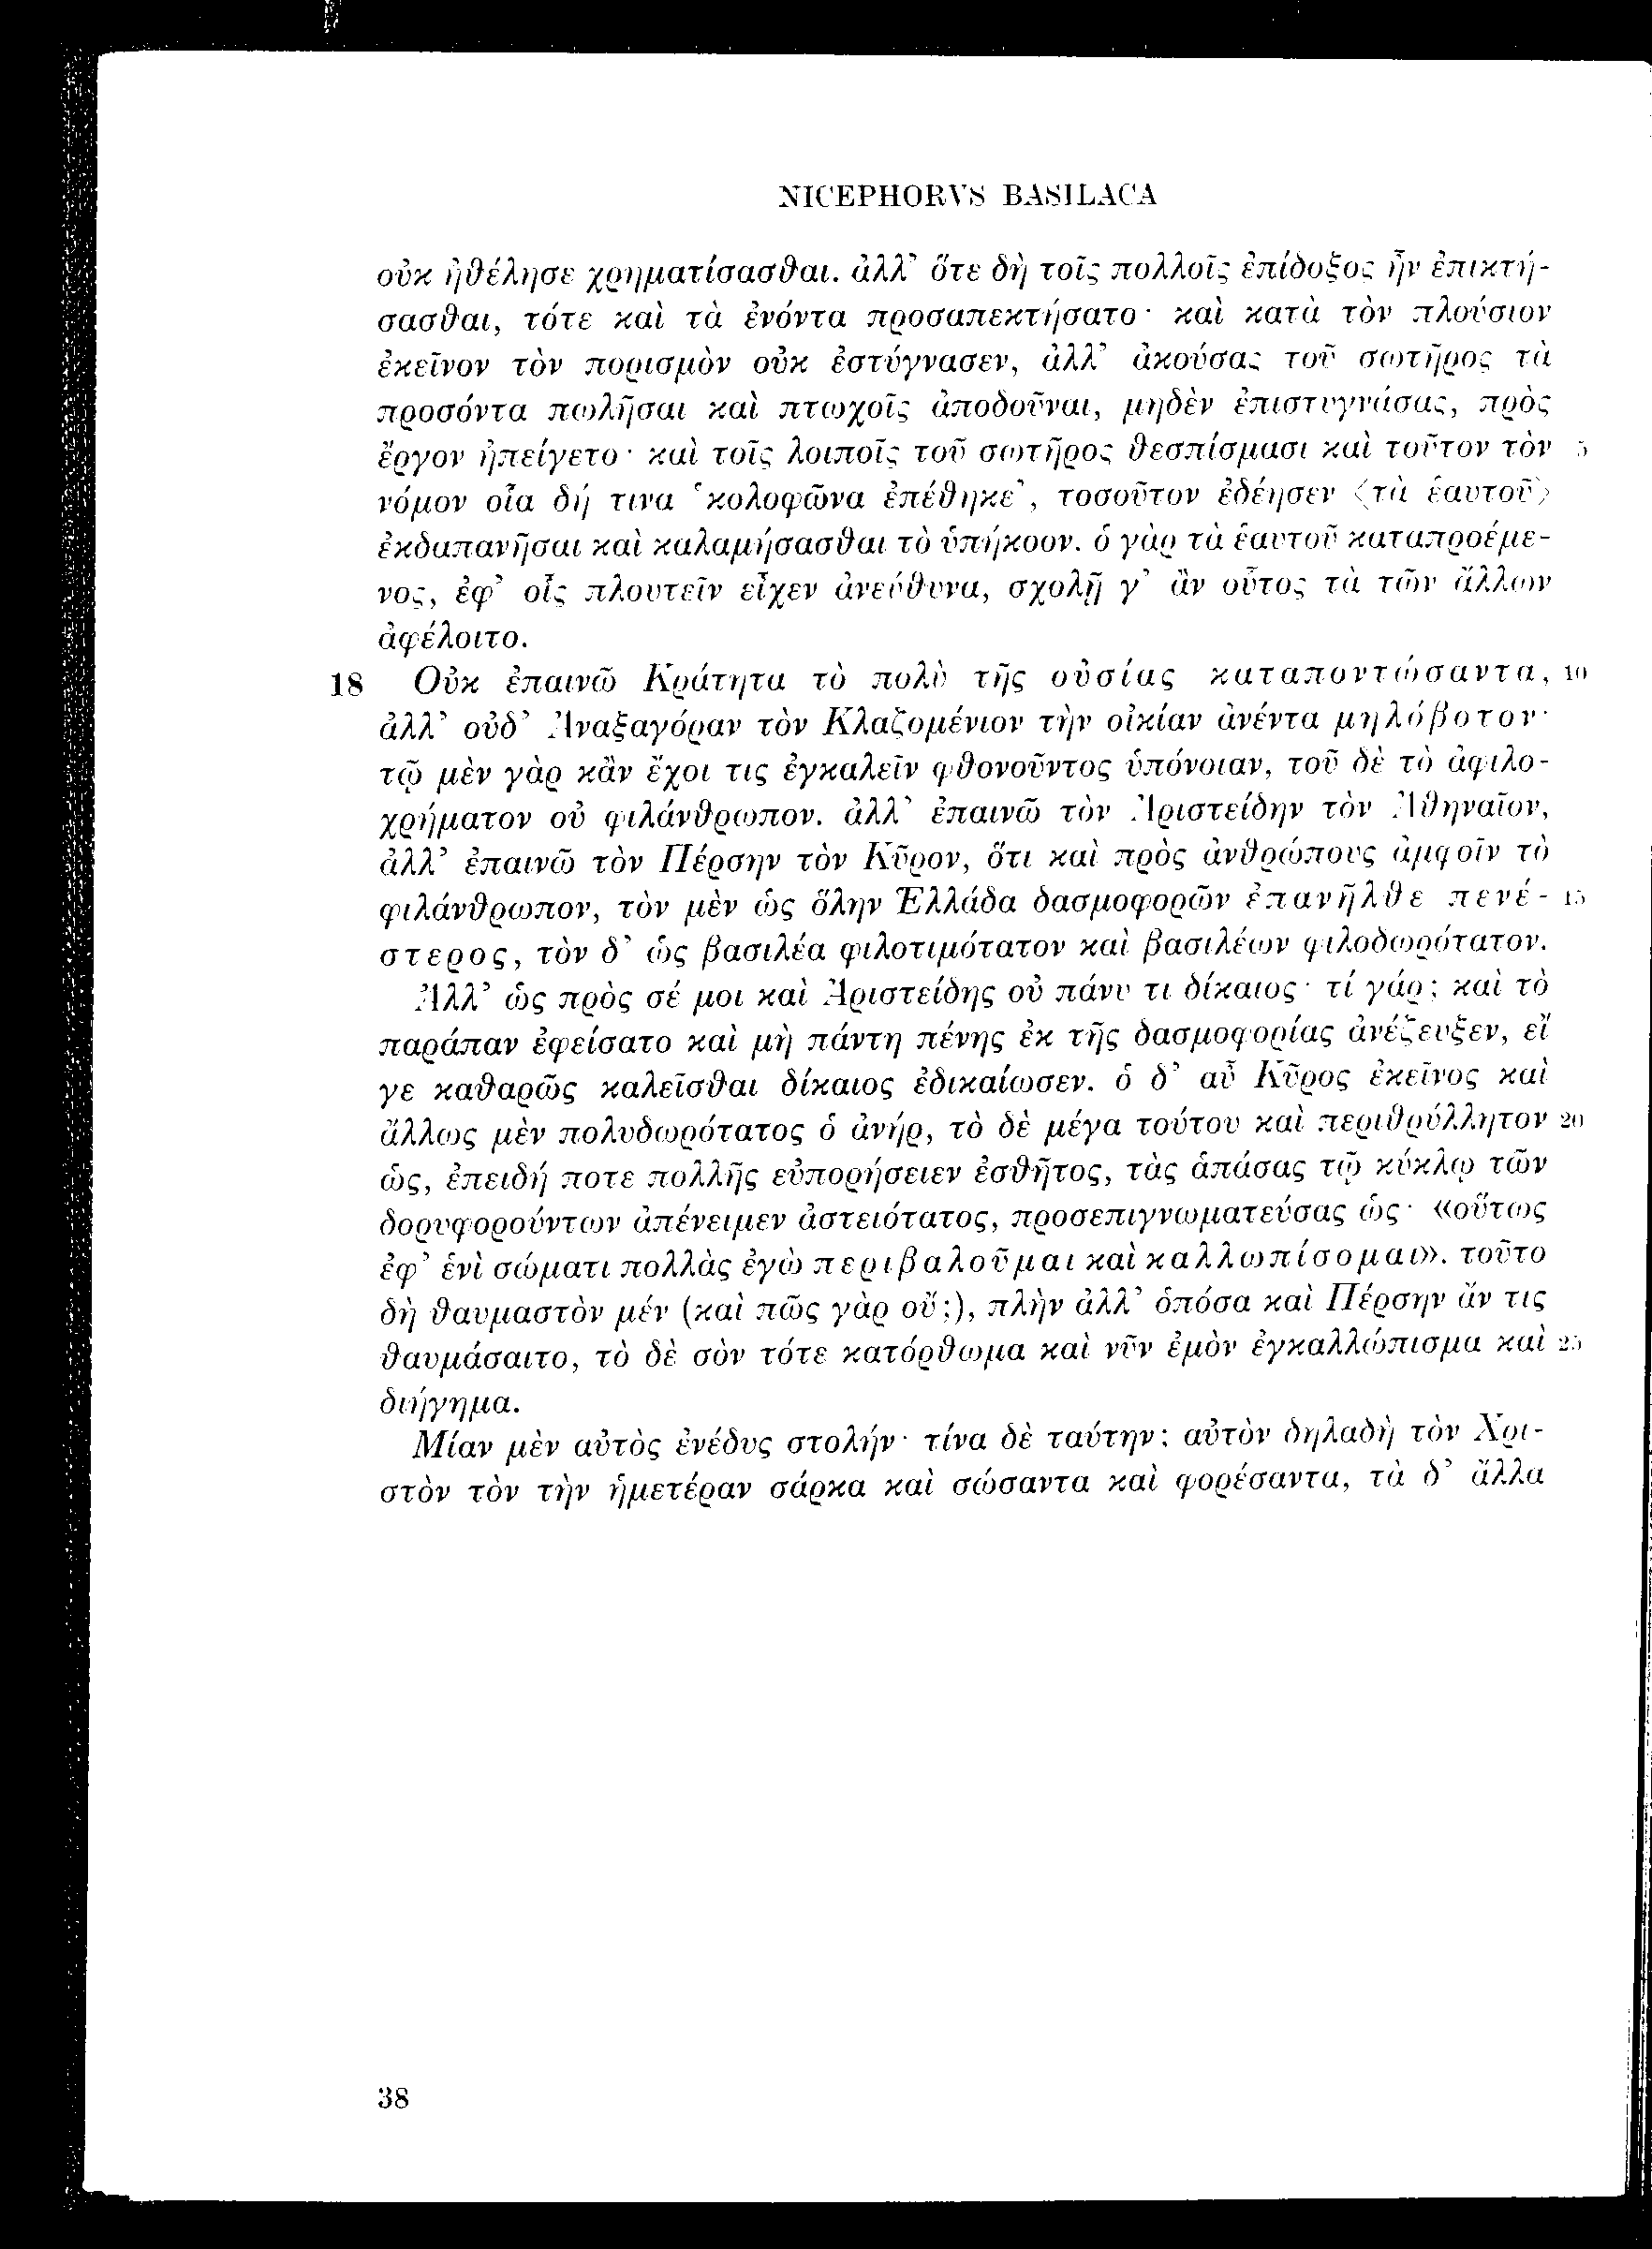 NICEPHORVS BASILACA
οὐκ ἠθέλησε χρηματίσασθαι. ἀλλ’ ὅτε δὴ τοῖς πολλοῖς ἐπίδοξος ἦν ἐπικτή-
σασθαι, τότε καὶ τὰ ἐνόντα προσαπεκτήσατο· καὶ κατὰ τὸν πλούσιον
ἐκεῖνον τὸν πορισμὸν οὐκ ἐστύγνασεν, ἀλλ’ ἀκούσας τοῦ σωτῆρος τὰ
προσόντα πωλῆσαι καὶ πτωχοῖς ἀποδοῦναι, μηδὲν ἐπιστυγνάσας, πρὸς
ἔργον ἠπείγετο· καὶ τοῖς λοιποῖς τοῦ σωτῆρος θεσπίσμασι καὶ τοῦτον τὸν 5
νόμον οἷα δή τινα ‘κολοφῶνα ἐπέθηκε’, τοσοῦτον ἐδέησεν ⟨τὰ ἑαυτοῦ⟩
ἐκδαπανῆσαι καὶ καλαμήσασθαι τὸ ὑπήκοον. ὁ γὰρ τὰ ἑαυτοῦ καταπροέμε-
νος, ἐφ’ οἷς πλουτεῖν εἶχεν ἀνεύθυνα, σχολῇ γ’ ἂν οὗτος τὰ τῶν ἄλλων
ἀφέλοιτο.
18 Οὐκ ἐπαινῶ Κράτητα τὸ πολὺ τῆς οὐσίας καταποντώσαντα, 10
ἀλλ’ οὐδ’ Ἀναξαγόραν τὸν Κλαζομένιον τὴν οἰκίαν ἀνέντα μηλόβοτον·
τῷ μὲν γὰρ κἂν ἔχοι τις ἐγκαλεῖν φθονοῦντος ὑπόνοιαν, τοῦ δὲ τὸ ἀφιλο-
χρήματον οὐ φιλάνθρωπον. ἀλλ’ ἐπαινῶ τὸν Ἀριστείδην τὸν Ἀθηναῖον,
ἀλλ’ ἐπαινῶ τὸν Πέρσην τὸν Κῦρον, ὅτι καὶ πρὸς ἀνθρώπους ἀμφοῖν τὸ
φιλάνθρωπον, τὸν μὲν ὡς ὅλην Ἑλλάδα δασμοφορῶν ἐπανῆλθε πενέ- 15
στερος, τὸν δ’ ὡς βασιλέα φιλοτιμότατον καὶ βασιλέων φιλοδωρότατον.
Ἀλλ’ ὡς πρὸς σέ μοι καὶ Ἀριστείδης οὐ πάνυ τι δίκαιος· τί γάρ; καὶ τὸ
παράπαν ἐφείσατο καὶ μὴ πάντη πένης ἐκ τῆς δασμοφορίας ἀνέζευξεν, εἴ
γε καθαρῶς καλεῖσθαι δίκαιος ἐδικαίωσεν. ὁ δ’ αὖ Κῦρος ἐκεῖνος καὶ
ἄλλως μὲν πολυδωρότατος ὁ ἀνήρ, τὸ δὲ μέγα τούτου καὶ περιθρύλλητον 20
ὡς, ἐπειδή ποτε πολλῆς εὐπορήσειεν ἐσθῆτος, τὰς ἁπάσας τῷ κύκλῳ τῶν
δορυφορούντων ἀπένειμεν ἀστειότατος, προσεπιγνωματεύσας ὡς· «οὕτως
ἐφ’ ἑνὶ σώματι πολλὰς ἐγὼ περιβαλοῦμαι καὶ καλλωπίσομαι». τοῦτο
δὴ θαυμαστὸν μέν (καὶ πῶς γὰρ οὔ;), πλὴν ἀλλ’ ὁπόσα καὶ Πέρσην ἄν τις
θαυμάσαιτο, τὸ δὲ σὸν τότε κατόρθωμα καὶ νῦν ἐμὸν ἐγκαλλώπισμα καὶ 25
διήγημα.
Μίαν μὲν αὐτὸς ἐνέδυς στολήν· τίνα δὲ ταύτην; αὐτὸν δηλαδὴ τὸν Χρι-
στὸν τὸν τὴν ἡμετέραν σάρκα καὶ σώσαντα καὶ φορέσαντα, τὰ δ’ ἄλλα
38